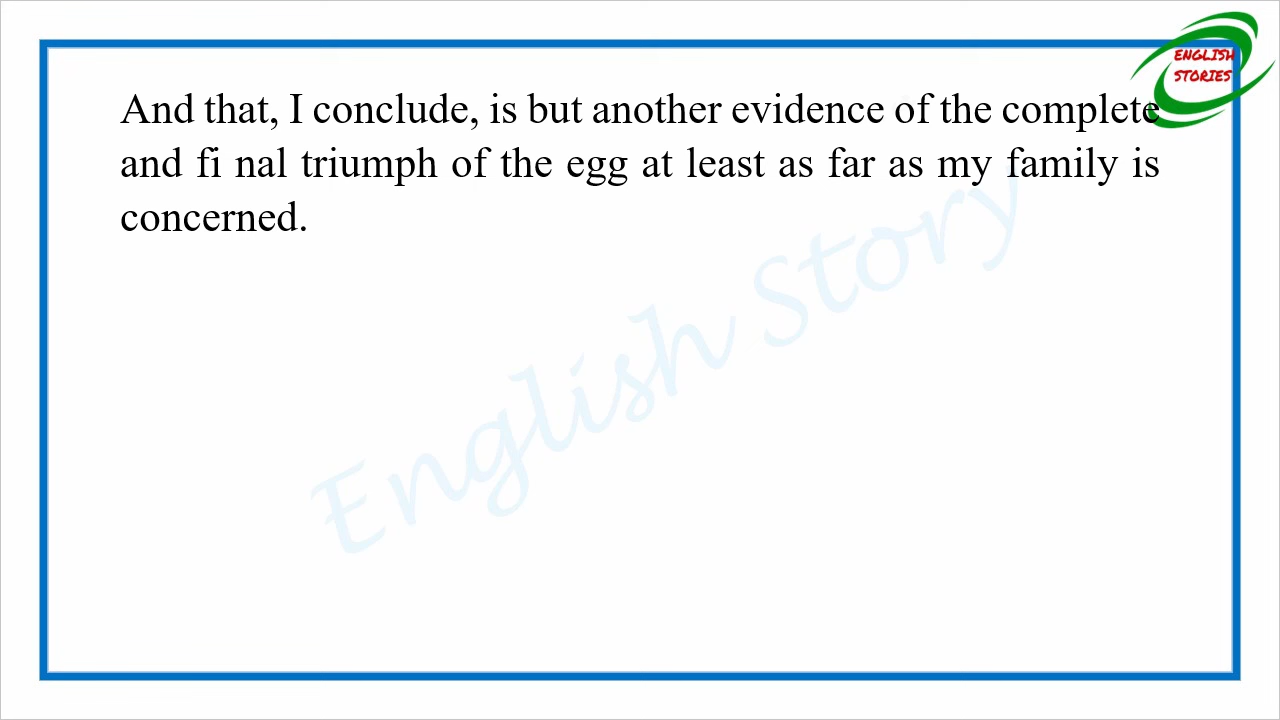 ENGLISH
STORIES
And that, I conclude, is but another evidence of the complete
and fi nal triumph of the egg at least as far as my family is
concerned.
English Story